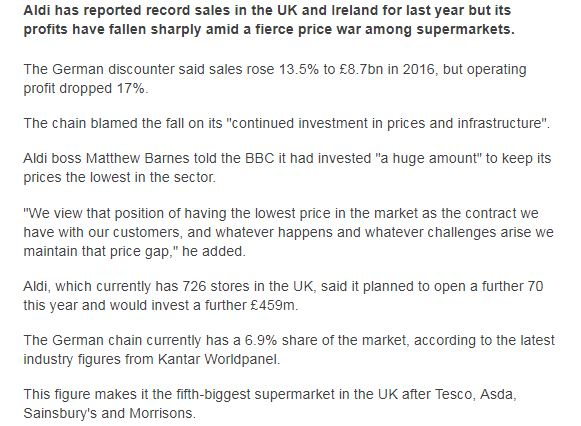 Aldi has reported record sales in the UK and Ireland for last year but its
profits have fallen sharply amid a fierce price war among supermarkets.
The German discounter said sales rose 13.5% to £8.7bn in 2016, but operating
profit dropped 17%.
The chain blamed the fall on its "continued investment in prices and infrastructure".
Aldi boss Matthew Barnes told the BBC it had invested "a huge amount" to keep its
prices the lowest in the sector.
"We view that position of having the lowest price in the market as the contract we
have with our customers, and whatever happens and whatever challenges arise we
maintain that price gap," he added.
Aldi, which currently has 726 stores in the UK, said it planned to open a further 70
this year and would invest a further £459m.
The German chain currently has a 6.9% share of the market, according to the latest
industry figures from Kantar Worldpanel.
This figure makes it the fifth-biggest supermarket in the UK after Tesco, Asda,
Sainsbury's and Morrisons.